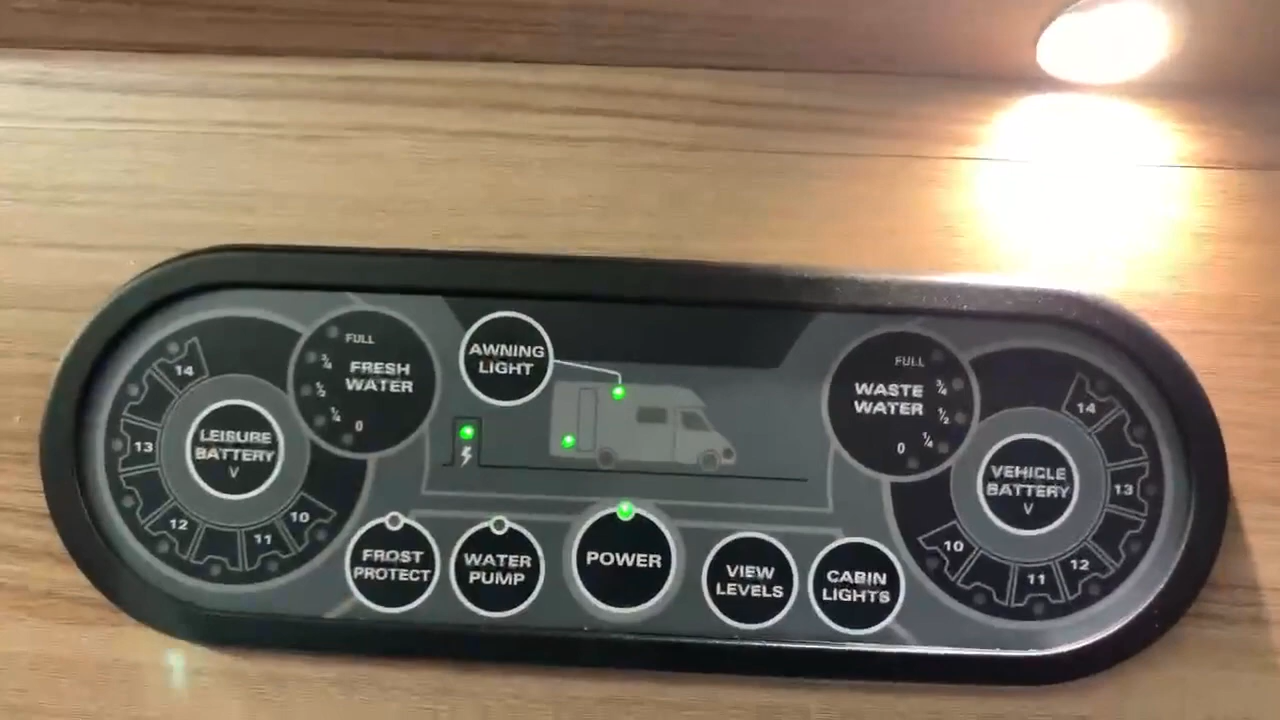 14
13
12
11
10
LEISURE
BATTERY
V
FULL
¾
½
¼
0
FRESH
WATER
AWNING
LIGHT
FROST
PROTECT
WATER
PUMP
POWER
VIEW
LEVELS
CABIN
LIGHTS
FULL
¾
½
¼
0
WASTE
WATER
14
13
12
11
10
VEHICLE
BATTERY
V